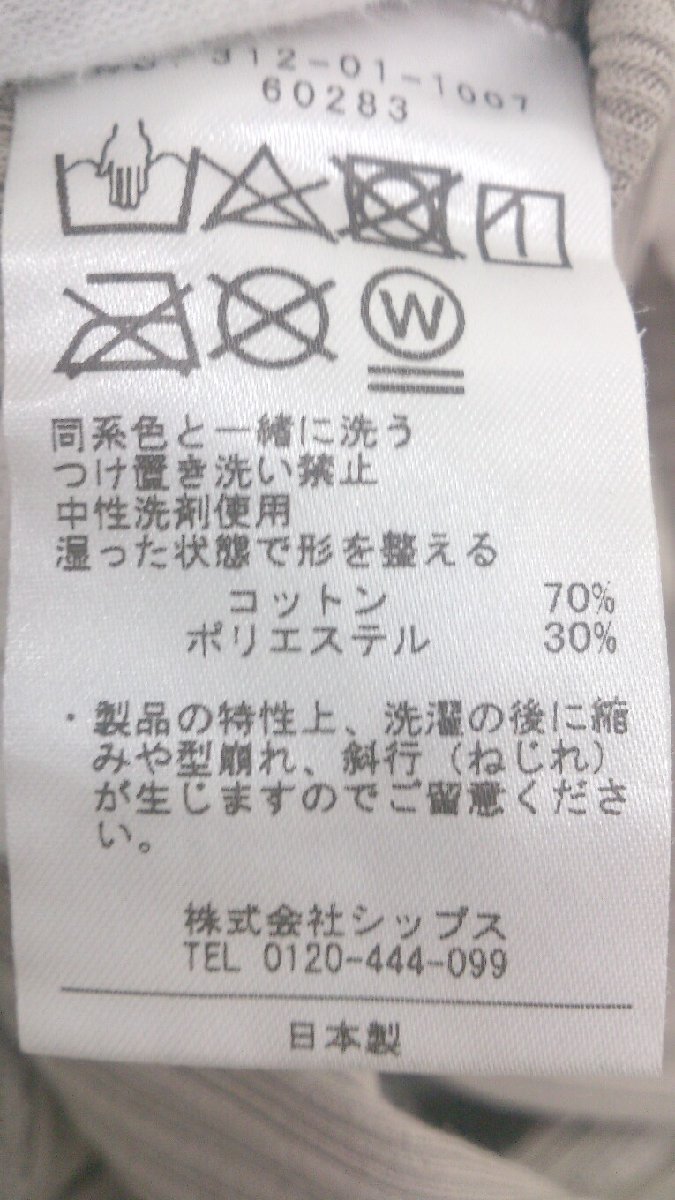 312-01-1007
60283
W
同系色と一緒に洗う
つけ置き洗い禁止
中性洗剤使用
湿った状態で形を整える
コットン 70%
ポリエステル 30%
・製品の特性上、洗濯の後に縮
みや型崩れ、斜行（ねじれ）
が生じますのでご留意くださ
い。
株式会社シップス
TEL 0120-444-099
日本製